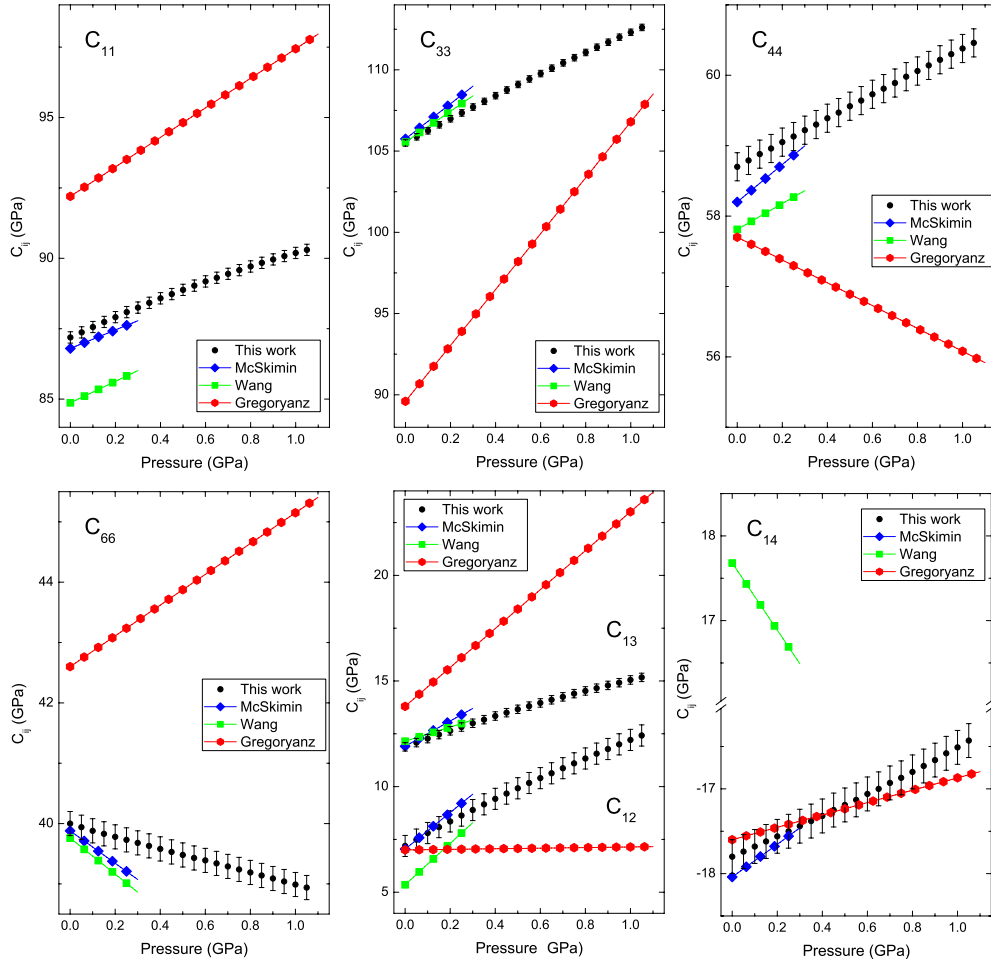 C11
95
90
85
Cij (GPa)
This work
McSkimin
Wang
Gregoryanz
0.0 0.2 0.4 0.6 0.8 1.0
Pressure (GPa)
C33
110
105
100
95
90
Cij (GPa)
This work
McSkimin
Wang
Gregoryanz
0.0 0.2 0.4 0.6 0.8 1.0
Pressure (GPa)
C44
60
58
56
Cij (GPa)
This work
McSkimin
Wang
Gregoryanz
0.0 0.2 0.4 0.6 0.8 1.0
Pressure (GPa)
C66
44
42
40
Cij (GPa)
This work
McSkimin
Wang
Gregoryanz
0.0 0.2 0.4 0.6 0.8 1.0
Pressure (GPa)
This work
McSkimin
Wang
Gregoryanz
20
15
10
5
Cij (GPa)
C13
C12
0.0 0.2 0.4 0.6 0.8 1.0
Pressure GPa)
This work
McSkimin
Wang
Gregoryanz
C14
18
17
-17
-18
Cij (GPa)
0.0 0.2 0.4 0.6 0.8 1.0
Pressure (GPa)